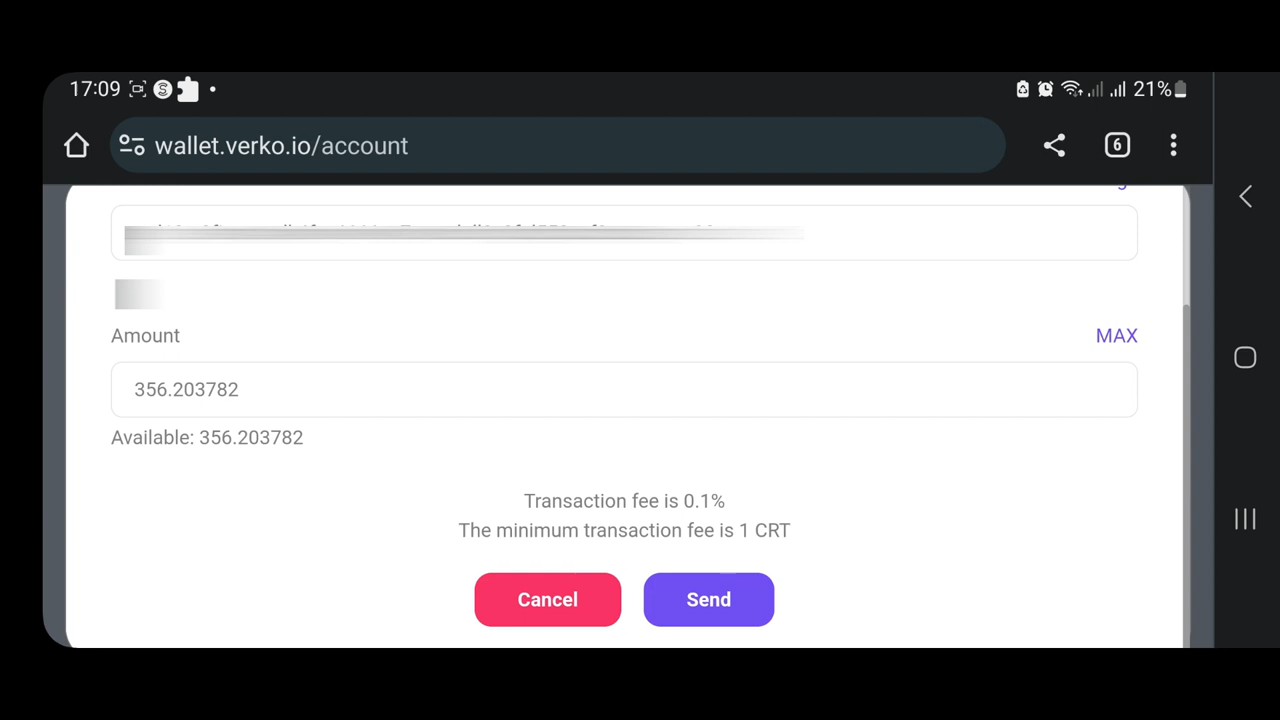 17:09
21%
wallet.verko.io/account
6
Amount
MAX
356.203782
Available: 356.203782
Transaction fee is 0.1%
The minimum transaction fee is 1 CRT
Cancel
Send